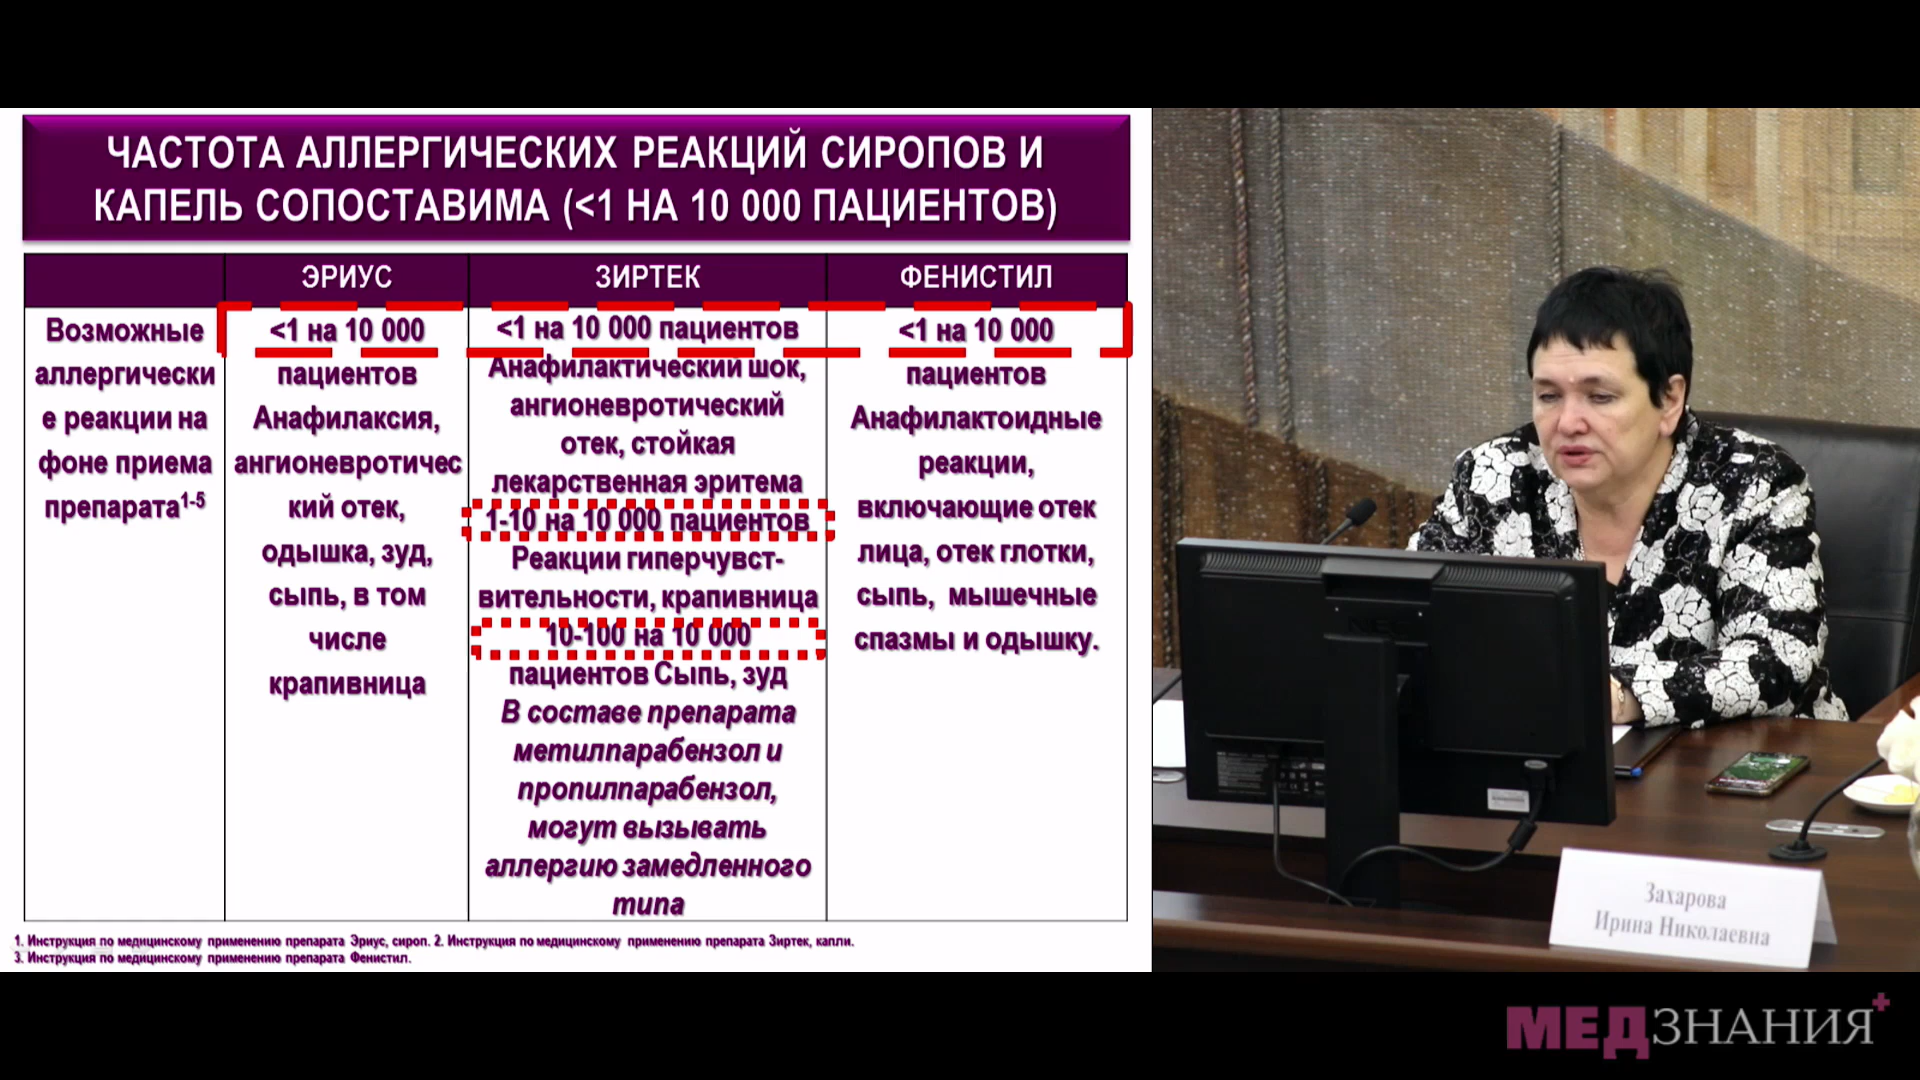 ЧАСТОТА АЛЛЕРГИЧЕСКИХ РЕАКЦИЙ СИРОПОВ И
КАПЕЛЬ СОПОСТАВИМА (<1 НА 10 000 ПАЦИЕНТОВ)
ЭРИУС
ЗИРТЕК
ФЕНИСТИЛ
Возможные
аллергически
е реакции на
фоне приема
препарата1-5
<1 на 10 000
пациентов
Анафилаксия,
ангионевротичес
кий отек,
одышка, зуд,
сыпь, в том
числе
крапивница
<1 на 10 000 пациентов
Анафилактический шок,
ангионевротический
отек, стойкая
лекарственная эритема
1-10 на 10 000 пациентов
Реакции гиперчувст-
вительности, крапивница
10-100 на 10 000
пациентов Сыпь, зуд
В составе препарата
метилпарабензол и
пропилпарабензол,
могут вызывать
аллергию замедленного
типа
<1 на 10 000
пациентов
Анафилактоидные
реакции,
включающие отек
лица, отек глотки,
сыпь, мышечные
спазмы и одышку.
1. Инструкция по медицинскому применению препарата Эриус, сироп. 2. Инструкция по медицинскому применению препарата Зиртек, капли.
3. Инструкция по медицинскому применению препарата Фенистил.
NEC
Захарова
Ирина Николаевна
МЕДЗНАНИЯ+